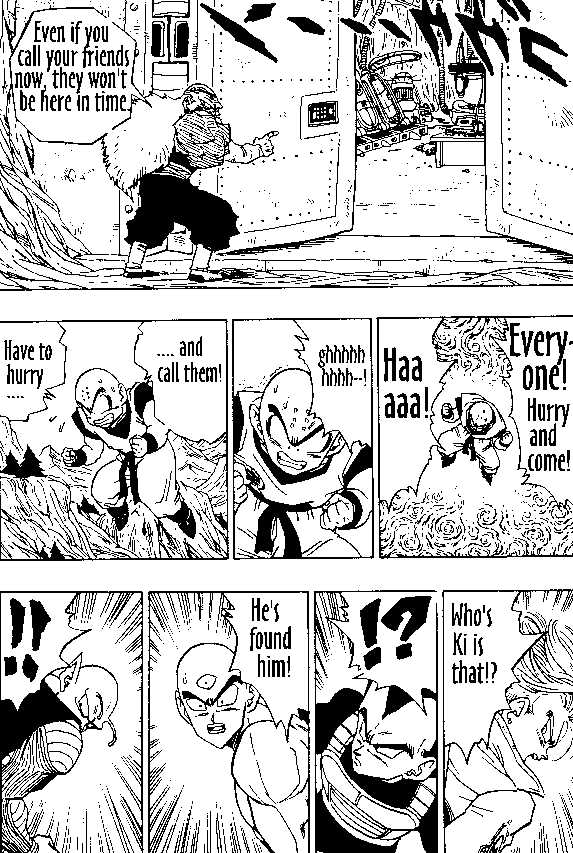 Even if you
call your friends
now, they won't
be here in time.
Have to
hurry
....
.... and
call them!
ghhhhh
hhhh--!
Haa
aaa!
Every-
one!
Hurry
and
come!
!!
He's
found
him!
!?
Who's
Ki is
that!?